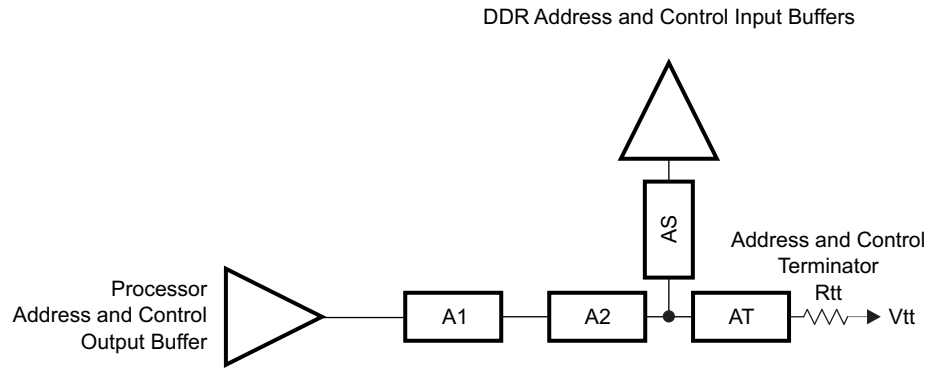 DDR Address and Control Input Buffers
AS
Address and Control
Terminator
Rtt
Processor
Address and Control
Output Buffer
A1
A2
AT
Vtt